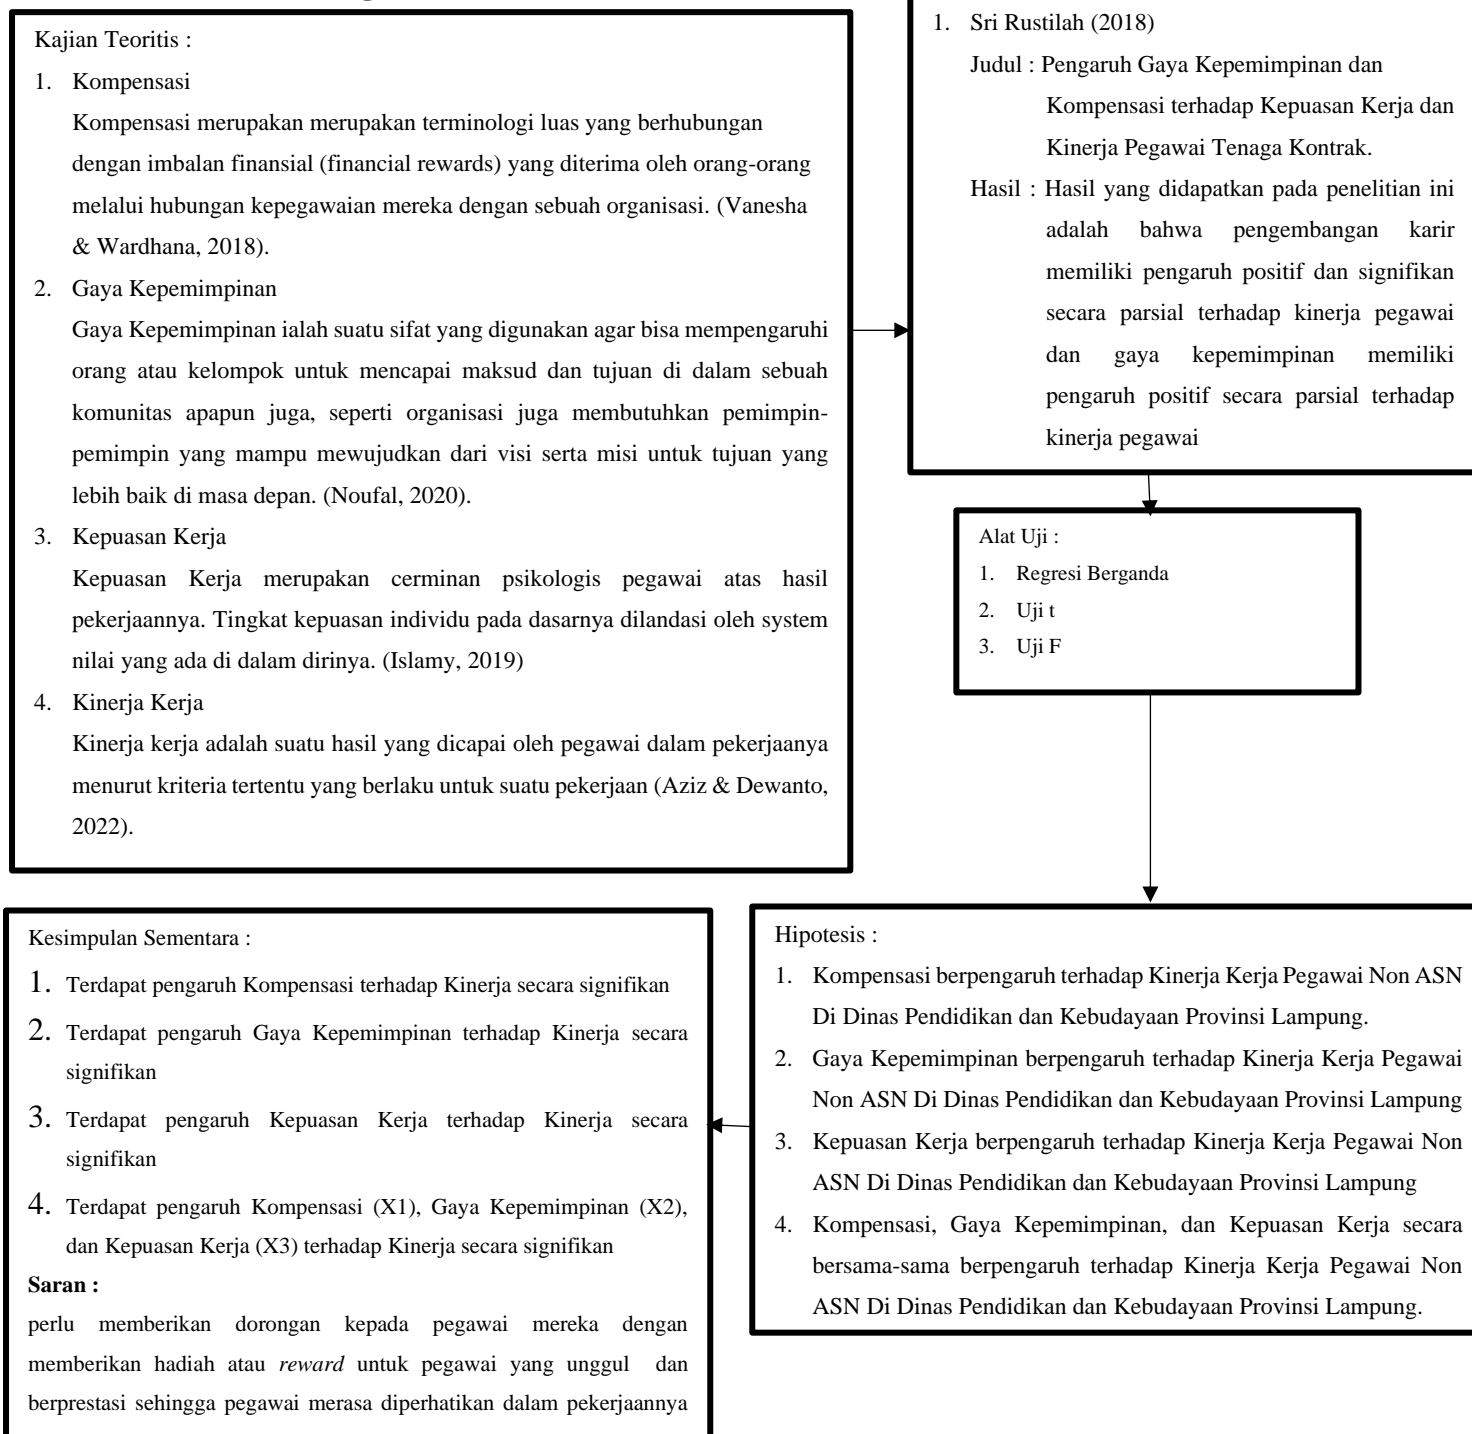 Kajian Teoritis :
1. Kompensasi
Kompensasi merupakan merupakan terminologi luas yang berhubungan
dengan imbalan finansial (financial rewards) yang diterima oleh orang-orang
melalui hubungan kepegawaian mereka dengan sebuah organisasi. (Vanesha
& Wardhana, 2018).
2. Gaya Kepemimpinan
Gaya Kepemimpinan ialah suatu sifat yang digunakan agar bisa mempengaruhi
orang atau kelompok untuk mencapai maksud dan tujuan di dalam sebuah
komunitas apapun juga, seperti organisasi juga membutuhkan pemimpin-
pemimpin yang mampu mewujudkan dari visi serta misi untuk tujuan yang
lebih baik di masa depan. (Noufal, 2020).
3. Kepuasan Kerja
Kepuasan Kerja merupakan cerminan psikologis pegawai atas hasil
pekerjaannya. Tingkat kepuasan individu pada dasarnya dilandasi oleh system
nilai yang ada di dalam dirinya. (Islamy, 2019)
4. Kinerja Kerja
Kinerja kerja adalah suatu hasil yang dicapai oleh pegawai dalam pekerjaanya
menurut kriteria tertentu yang berlaku untuk suatu pekerjaan (Aziz & Dewanto,
2022).
1. Sri Rustilah (2018)
Judul : Pengaruh Gaya Kepemimpinan dan
Kompensasi terhadap Kepuasan Kerja dan
Kinerja Pegawai Tenaga Kontrak.
Hasil : Hasil yang didapatkan pada penelitian ini
adalah bahwa pengembangan karir
memiliki pengaruh positif dan signifikan
secara parsial terhadap kinerja pegawai
dan gaya kepemimpinan memiliki
pengaruh positif secara parsial terhadap
kinerja pegawai
Alat Uji :
1. Regresi Berganda
2. Uji t
3. Uji F
Hipotesis :
1. Kompensasi berpengaruh terhadap Kinerja Kerja Pegawai Non ASN
Di Dinas Pendidikan dan Kebudayaan Provinsi Lampung.
2. Gaya Kepemimpinan berpengaruh terhadap Kinerja Kerja Pegawai
Non ASN Di Dinas Pendidikan dan Kebudayaan Provinsi Lampung
3. Kepuasan Kerja berpengaruh terhadap Kinerja Kerja Pegawai Non
ASN Di Dinas Pendidikan dan Kebudayaan Provinsi Lampung
4. Kompensasi, Gaya Kepemimpinan, dan Kepuasan Kerja secara
bersama-sama berpengaruh terhadap Kinerja Kerja Pegawai Non
ASN Di Dinas Pendidikan dan Kebudayaan Provinsi Lampung.
Kesimpulan Sementara :
1. Terdapat pengaruh Kompensasi terhadap Kinerja secara signifikan
2. Terdapat pengaruh Gaya Kepemimpinan terhadap Kinerja secara
signifikan
3. Terdapat pengaruh Kepuasan Kerja terhadap Kinerja secara
signifikan
4. Terdapat pengaruh Kompensasi (X1), Gaya Kepemimpinan (X2),
dan Kepuasan Kerja (X3) terhadap Kinerja secara signifikan
Saran :
perlu memberikan dorongan kepada pegawai mereka dengan
memberikan hadiah atau reward untuk pegawai yang unggul dan
berprestasi sehingga pegawai merasa diperhatikan dalam pekerjaannya